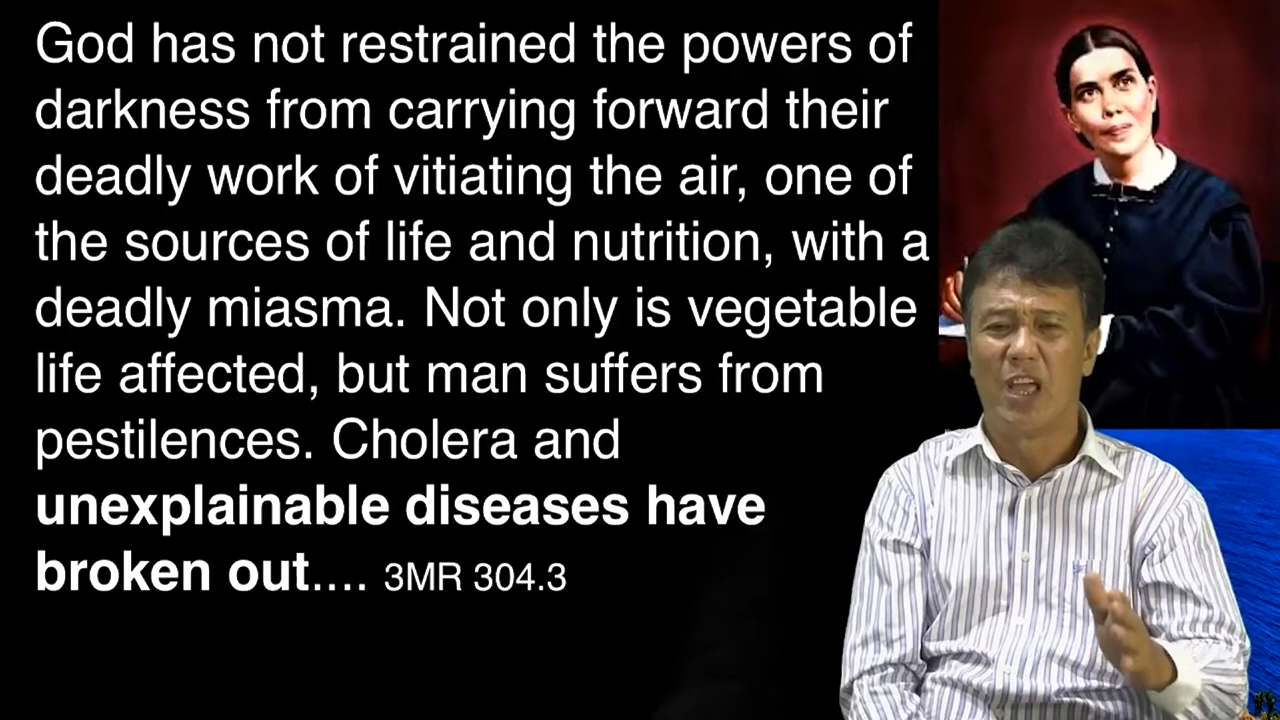 God has not restrained the powers of
darkness from carrying forward their
deadly work of vitiating the air, one of
the sources of life and nutrition, with a
deadly miasma. Not only is vegetable
life affected, but man suffers from
pestilences. Cholera and
unexplainable diseases have
broken out.... 3MR 304.3